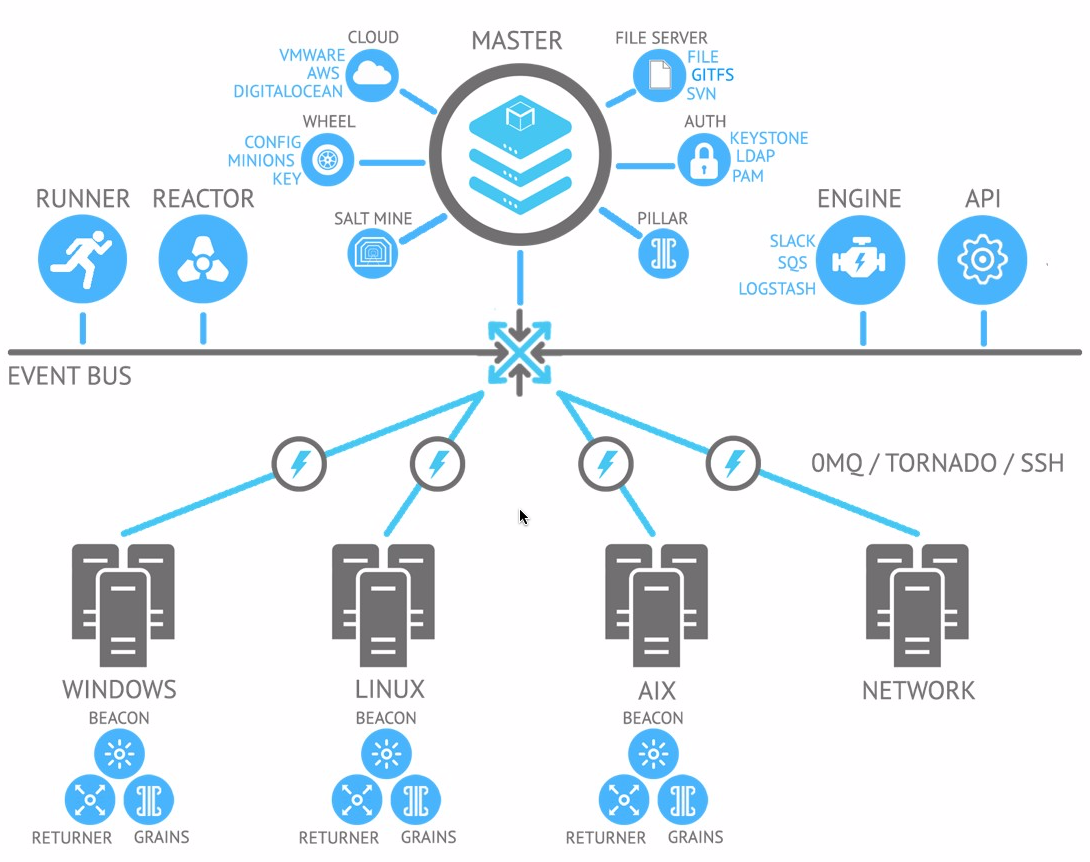 CLOUD
VMWARE
AWS
DIGITALOCEAN
MASTER
FILE SERVER
FILE
GITFS
SVN
WHEEL
CONFIG
MINIONS
KEY
AUTH
KEYSTONE
LDAP
PAM
RUNNER
REACTOR
SALT MINE
PILLAR
ENGINE
SLACK
SQS
LOGSTASH
API
EVENT BUS
0MQ / TORNADO / SSH
WINDOWS
LINUX
AIX
NETWORK
BEACON
RETURNER
GRAINS
BEACON
RETURNER
GRAINS
BEACON
RETURNER
GRAINS